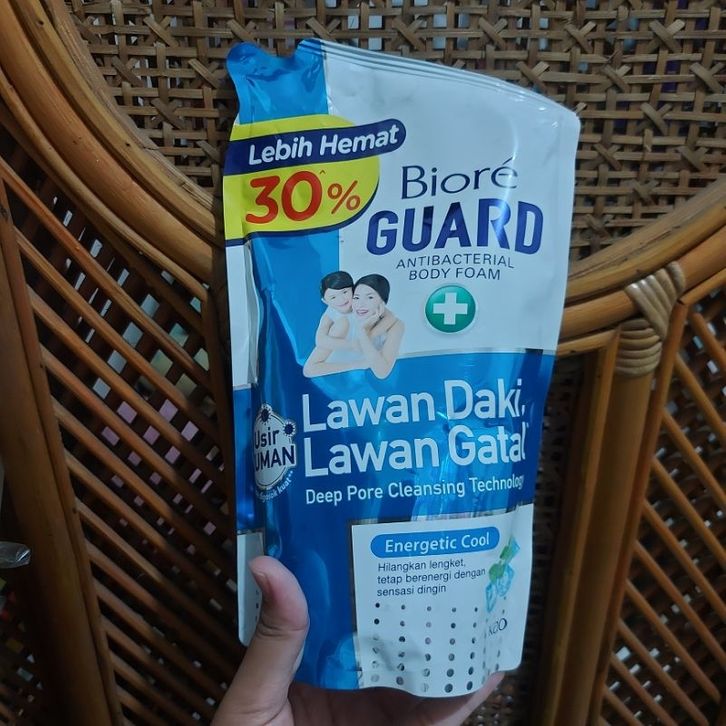 Lebih Hemat
30%
Bioré
GUARD
ANTIBACTERIAL
BODY FOAM
Lawan Daki,
Lawan Gatal
Usir
Deep Pore Cleansing Technology
Energetic Cool
Hilangkan lengket,
tetap berenergi dengan
sensasi dingin